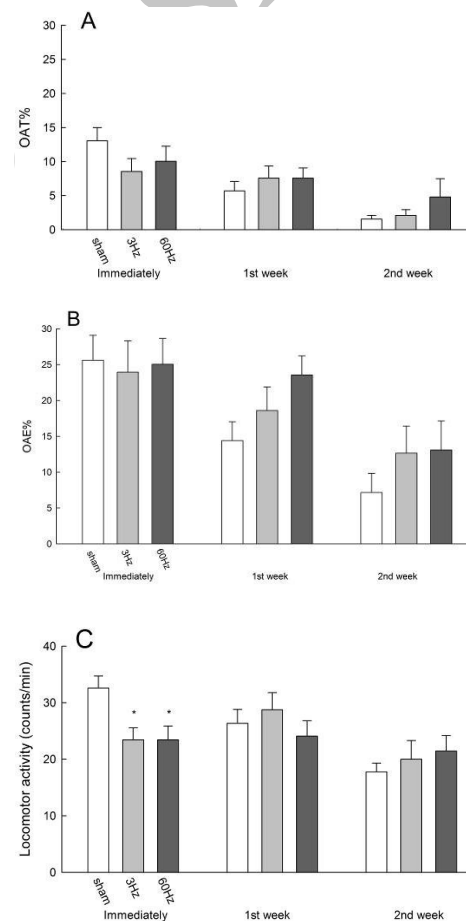 A
30
25
20
15
10
5
0
OAT%
sham
3Hz
60Hz
Immediately
1st week
2nd week
B
30
25
20
15
10
5
0
OAE%
sham
3Hz
60Hz
Immediately
1st week
2nd week
C
40
30
20
10
0
Locomotor activity (counts/min)
* *
sham
3Hz
60Hz
Immediately
1st week
2nd week